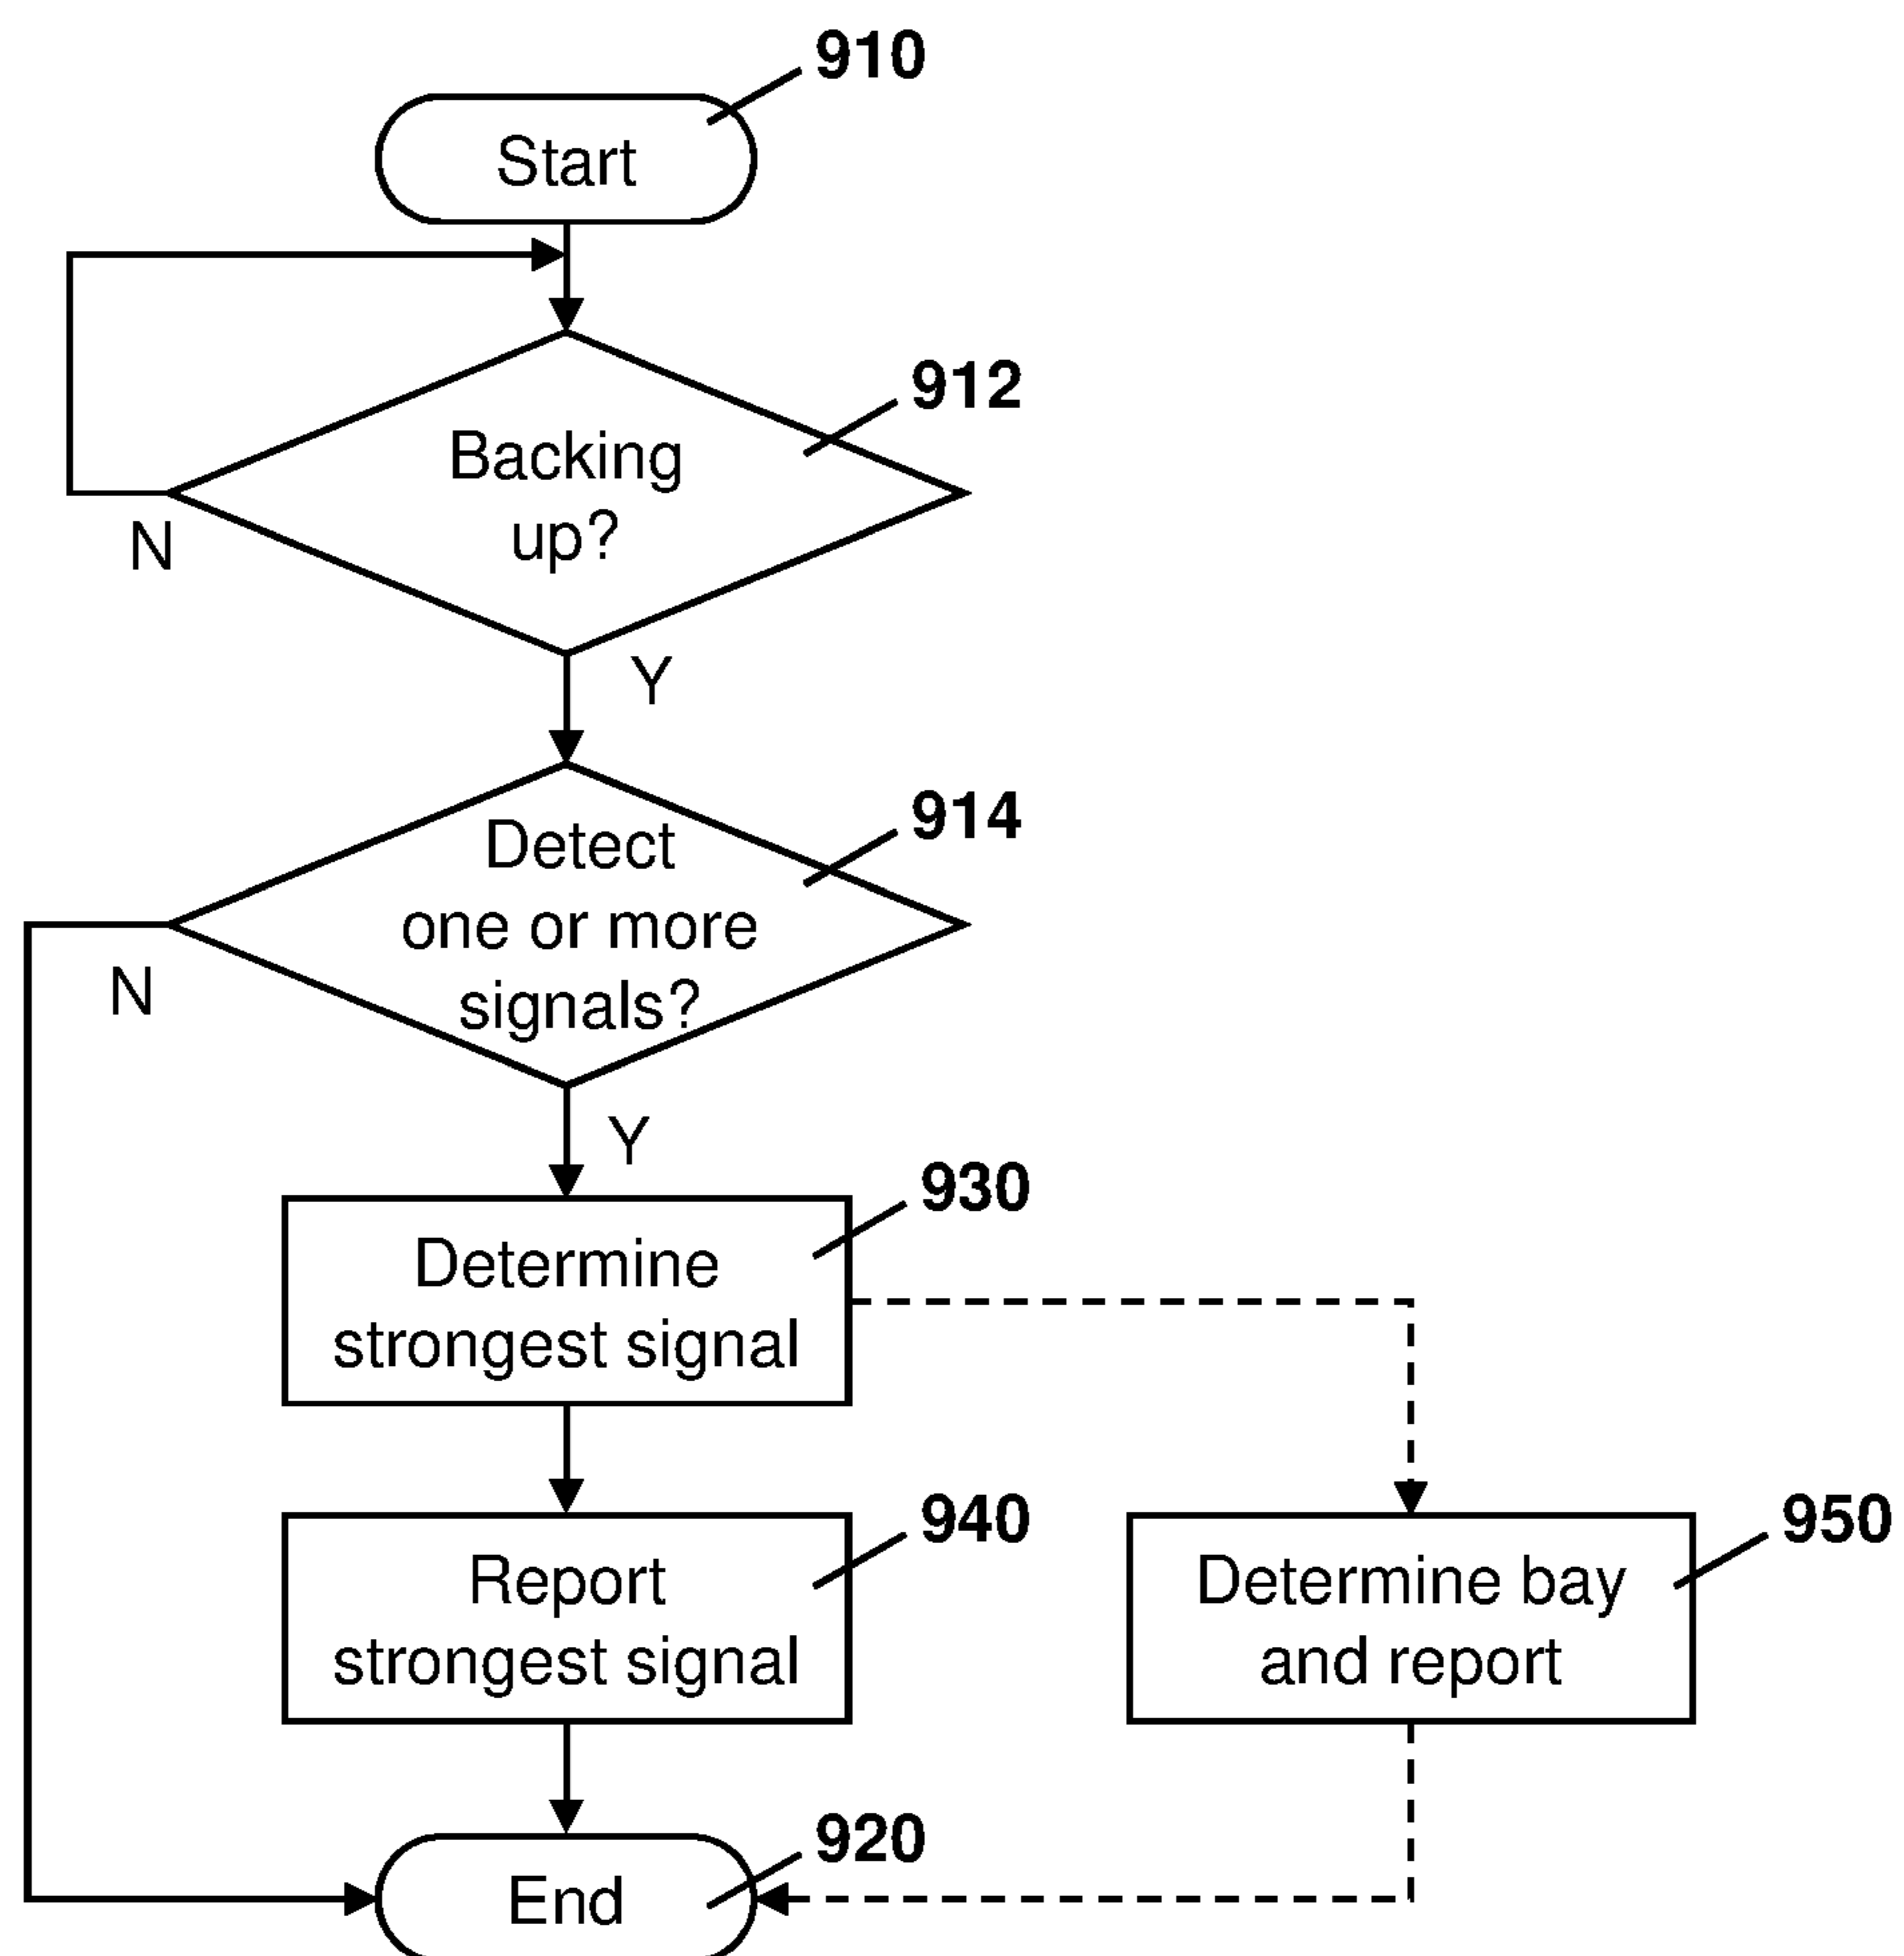 910
Start
912
Backing
up?
N
Y
914
Detect
one or more
signals?
N
Y
930
Determine
strongest signal
940
Report
strongest signal
950
Determine bay
and report
920
End